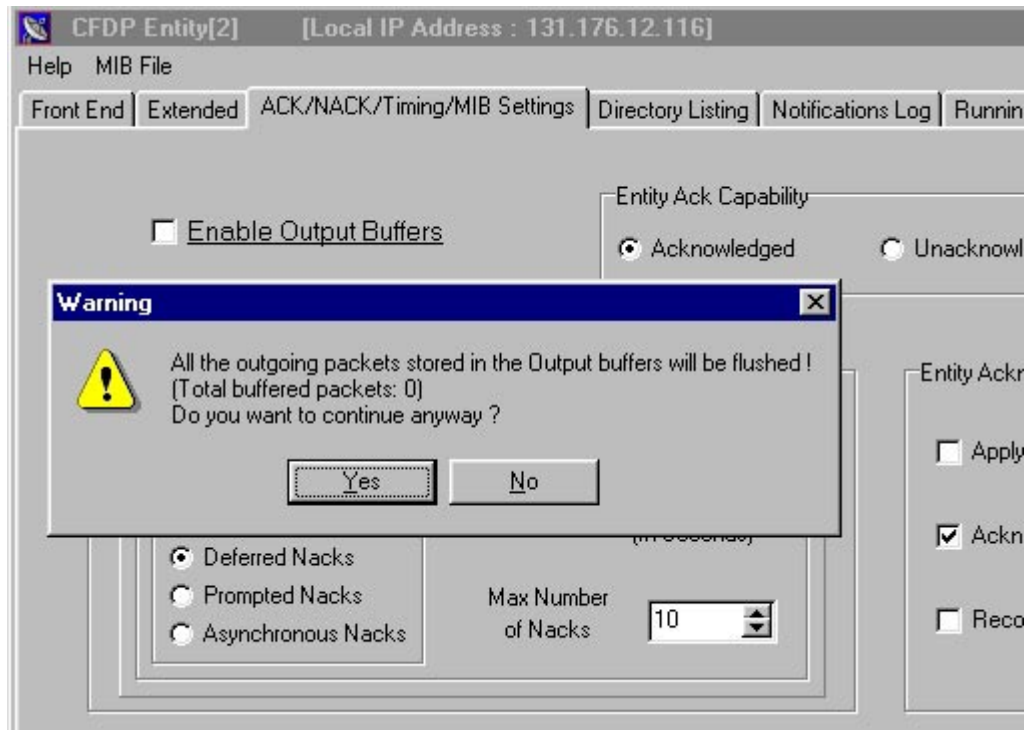 CFDP Entity[2] [Local IP Address : 131.176.12.116]
Help MIB File
Front End Extended ACK/NACK/Timing/MIB Settings Directory Listing Notifications Log Runnin
Entity Ack Capability
Enable Output Buffers
Acknowledged Unacknowl
Warning
All the outgoing packets stored in the Output buffers will be flushed !
(Total buffered packets: 0)
Do you want to continue anyway ?
Yes No
Entity Ackn
Apply
Ackn
Reco
Deferred Nacks
Prompted Nacks
Asynchronous Nacks
Max Number
of Nacks
10